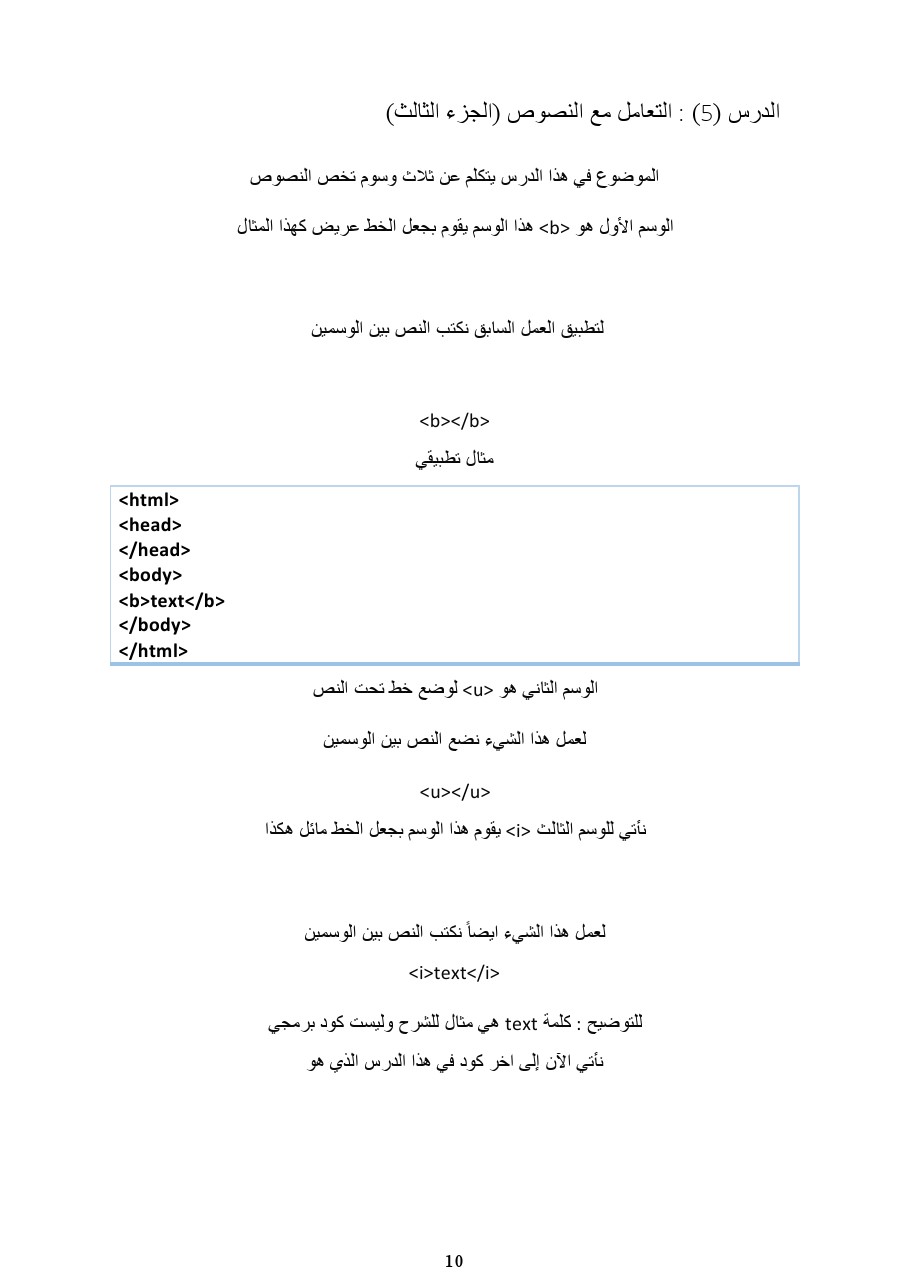 الدرس (5) : التعامل مع النصوص (الجزء الثالث)
الموضوع في هذا الدرس يتكلم عن ثلاث وسوم تخص النصوص
الوسم الأول هو <b> هذا الوسم يقوم بجعل الخط عريض كهذا المثال
لتطبيق العمل السابق نكتب النص بين الوسمين
<b></b>
مثال تطبيقي
<html>
<head>
</head>
<body>
<b>text</b>
</body>
</html>
الوسم الثاني هو <u> لوضع خط تحت النص
لعمل هذا الشيء نضع النص بين الوسمين
<u></u>
نأتي للوسم الثالث <i> يقوم هذا الوسم بجعل الخط مائل هكذا
لعمل هذا الشيء ايضاً نكتب النص بين الوسمين
<i>text</i>
للتوضيح : كلمة text هي مثال للشرح وليست كود برمجي
نأتي الآن إلى اخر كود في هذا الدرس الذي هو
10